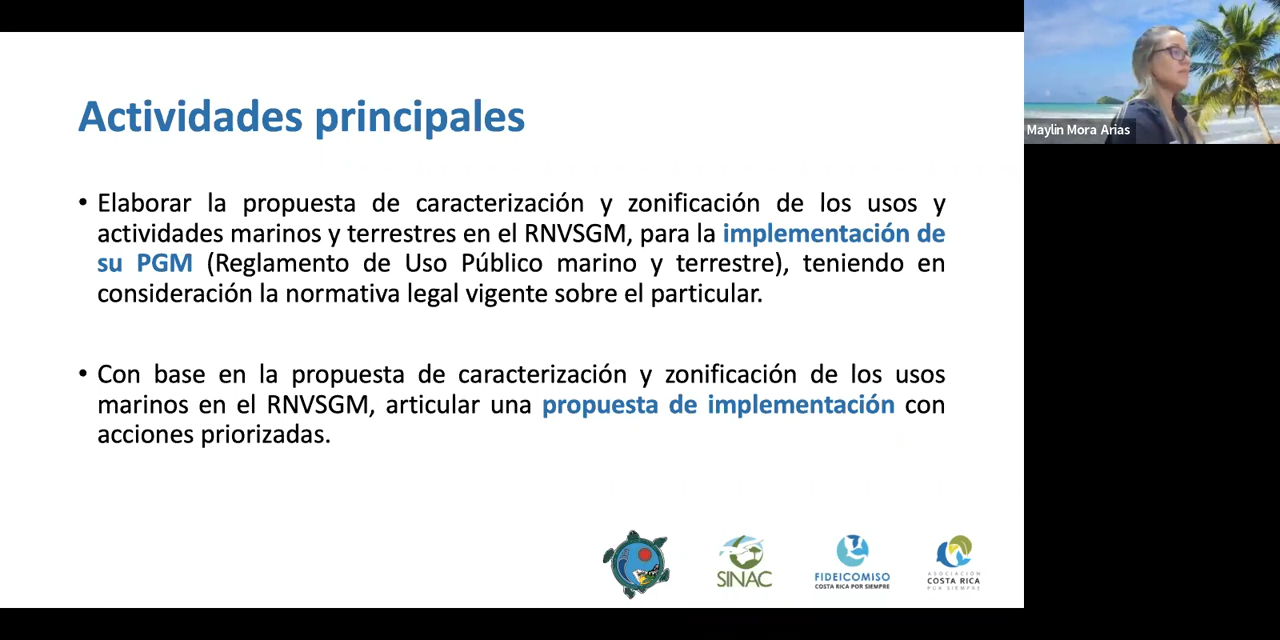 Actividades principales
• Elaborar la propuesta de caracterización y zonificación de los usos y
actividades marinos y terrestres en el RNVSGM, para la implementación de
su PGM (Reglamento de Uso Público marino y terrestre), teniendo en
consideración la normativa legal vigente sobre el particular.
• Con base en la propuesta de caracterización y zonificación de los usos
marinos en el RNVSGM, articular una propuesta de implementación con
acciones priorizadas.
SINAC
FIDEICOMISO
COSTA RICA POR SIEMPRE
ASOCIACIÓN
COSTA RICA
POR SIEMPRE
Maylin Mora Arias